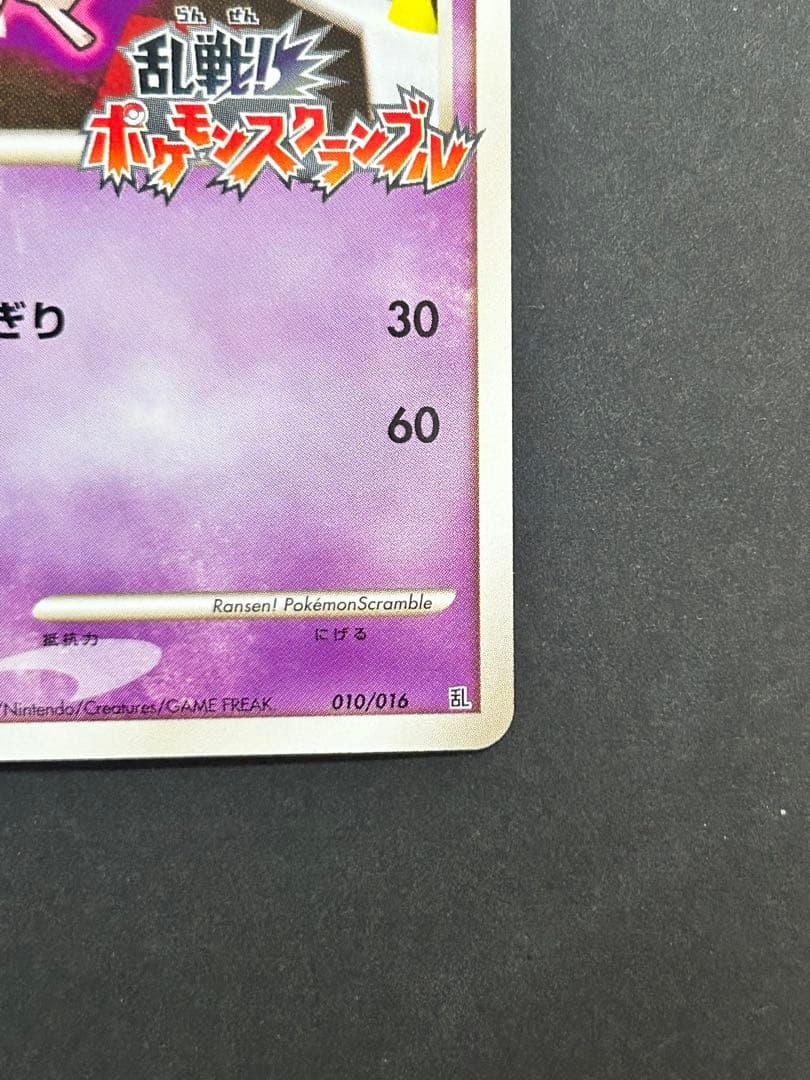 らんせん
乱戦!
ポケモンスクランブル
ぎり 30
60
Ransen! PokémonScramble
抵抗力 にげる
/Nintendo/Creatures/GAME FREAK. 010/016 乱